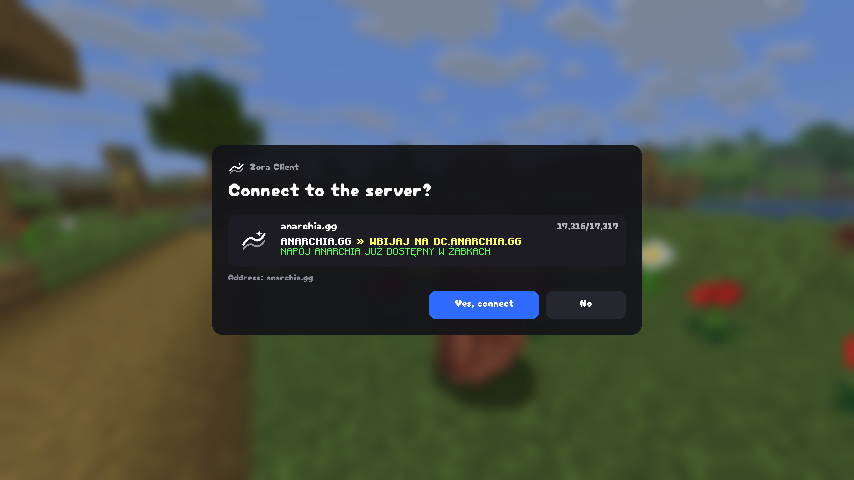 Zora Client
Connect to the server?
anarchia.gg 17,316/17,317
ANARCHIA.GG » WBIJAJ NA DC.ANARCHIA.GG
NAPÓJ ANARCHIA JUŻ DOSTĘPNY W ŻABKACH
Address: anarchia.gg
Yes, connect No